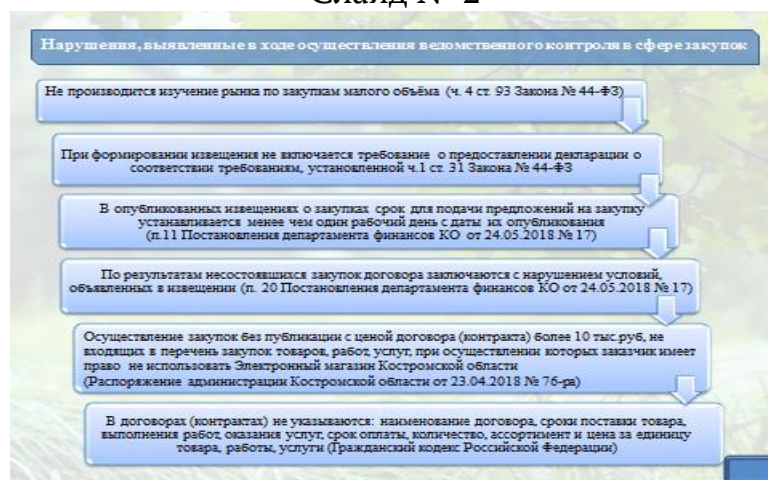 Слайд № 2
Нарушения, выявленные в ходе осуществления ведомственного контроля в сфере закупок
Не производится изучение рынка по закупкам малого объёма (ч. 4 ст. 93 Закона № 44-ФЗ)
При формировании извещения не включается требование о предоставлении декларации о
соответствии требованиям, установленной ч.1 ст. 31 Закона № 44-ФЗ
В опубликованных извещениях о закупках срок для подачи предложений на закупку
устанавливается менее чем один рабочий день с даты их опубликования
(п.11 Постановления департамента финансов КО от 24.05.2018 № 17)
По результатам несостоявшихся закупок договора заключаются с нарушением условий,
объявленных в извещении (п. 20 Постановления департамента финансов КО от 24.05.2018 № 17)
Осуществление закупок без публикации с ценой договора (контракта) более 10 тыс.руб, не
входящих в перечень закупок товаров, работ, услуг, при осуществлении которых заказчик имеет
право не использовать Электронный магазин Костромской области
(Распоряжение администрации Костромской области от 23.04.2018 № 76-ра)
В договорах (контрактах) не указываются: наименование договора, сроки поставки товара,
выполнения работ, оказания услуг, срок оплаты, количество, ассортимент и цена за единицу
товара, работы, услуги (Гражданский кодекс Российской Федерации)